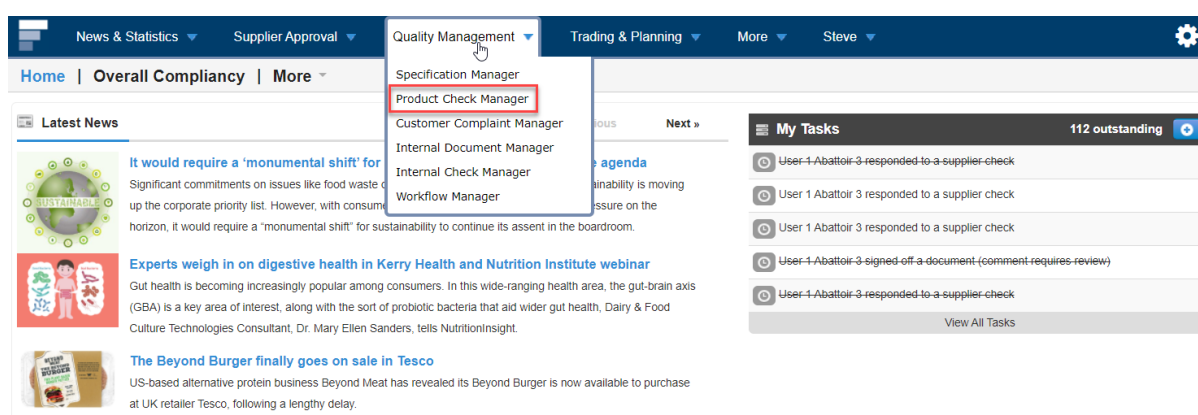 News & Statistics Supplier Approval Quality Management Trading & Planning More Steve
Home | Overall Compliancy | More
Specification Manager
Product Check Manager
Customer Complaint Manager
Internal Document Manager
Internal Check Manager
Workflow Manager
Latest News
Next »
It would require a ‘monumental shift’ for agenda
Significant commitments on issues like food waste is moving
up the corporate priority list. However, with on the
horizon, it would require a “monumental shift” for sustainability to continue its assent in the boardroom.
SUSTAINABLE
Experts weigh in on digestive health in Kerry Health and Nutrition Institute webinar
Gut health is becoming increasingly popular among consumers. In this wide-ranging health area, the gut-brain axis
(GBA) is a key area of interest, along with the sort of probiotic bacteria that aid wider gut health, Dairy & Food
Culture Technologies Consultant, Dr. Mary Ellen Sanders, tells NutritionInsight.
The Beyond Burger finally goes on sale in Tesco
US-based alternative protein business Beyond Meat has revealed its Beyond Burger is now available to purchase
at UK retailer Tesco, following a lengthy delay.
BEYOND
BURGER
My Tasks 112 outstanding
User 1 Abattoir 3 responded to a supplier check
User 1 Abattoir 3 responded to a supplier check
User 1 Abattoir 3 responded to a supplier check
User 1 Abattoir 3 signed off a document (comment requires review)
User 1 Abattoir 3 responded to a supplier check
View All Tasks